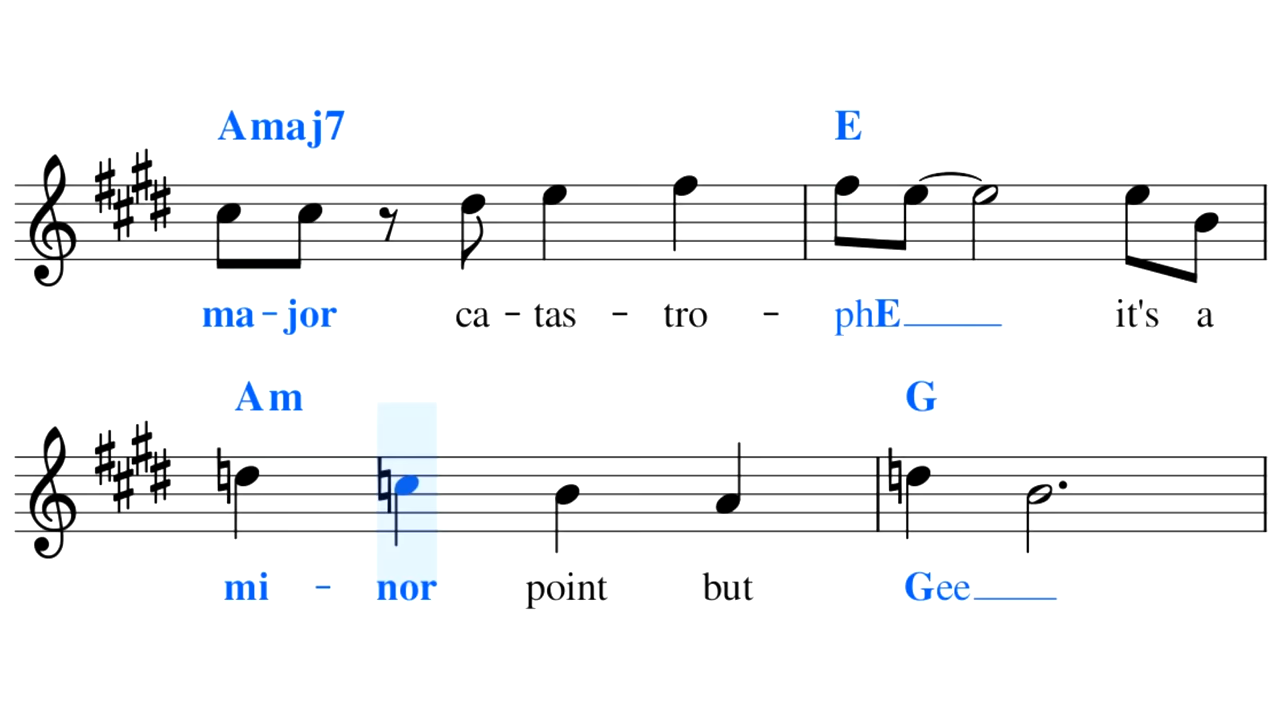 Amaj7 E
ma - jor ca - tas - tro - phE it's a
Am G
mi - nor point but Gee